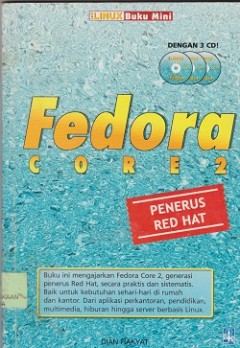 LINUX Buku Mini
DENGAN 3 CD!
Fedora
CORE 2
PENERUS
RED HAT
Buku ini mengajarkan Fedora Core 2, generasi
penerus Red Hat, secara praktis dan sistematis.
Baik untuk kebutuhan sehari-hari di rumah
dan kantor. Dari aplikasi perkantoran, pendidikan,
multimedia, hiburan hingga server berbasis Linux.
DIAN RAKYAT